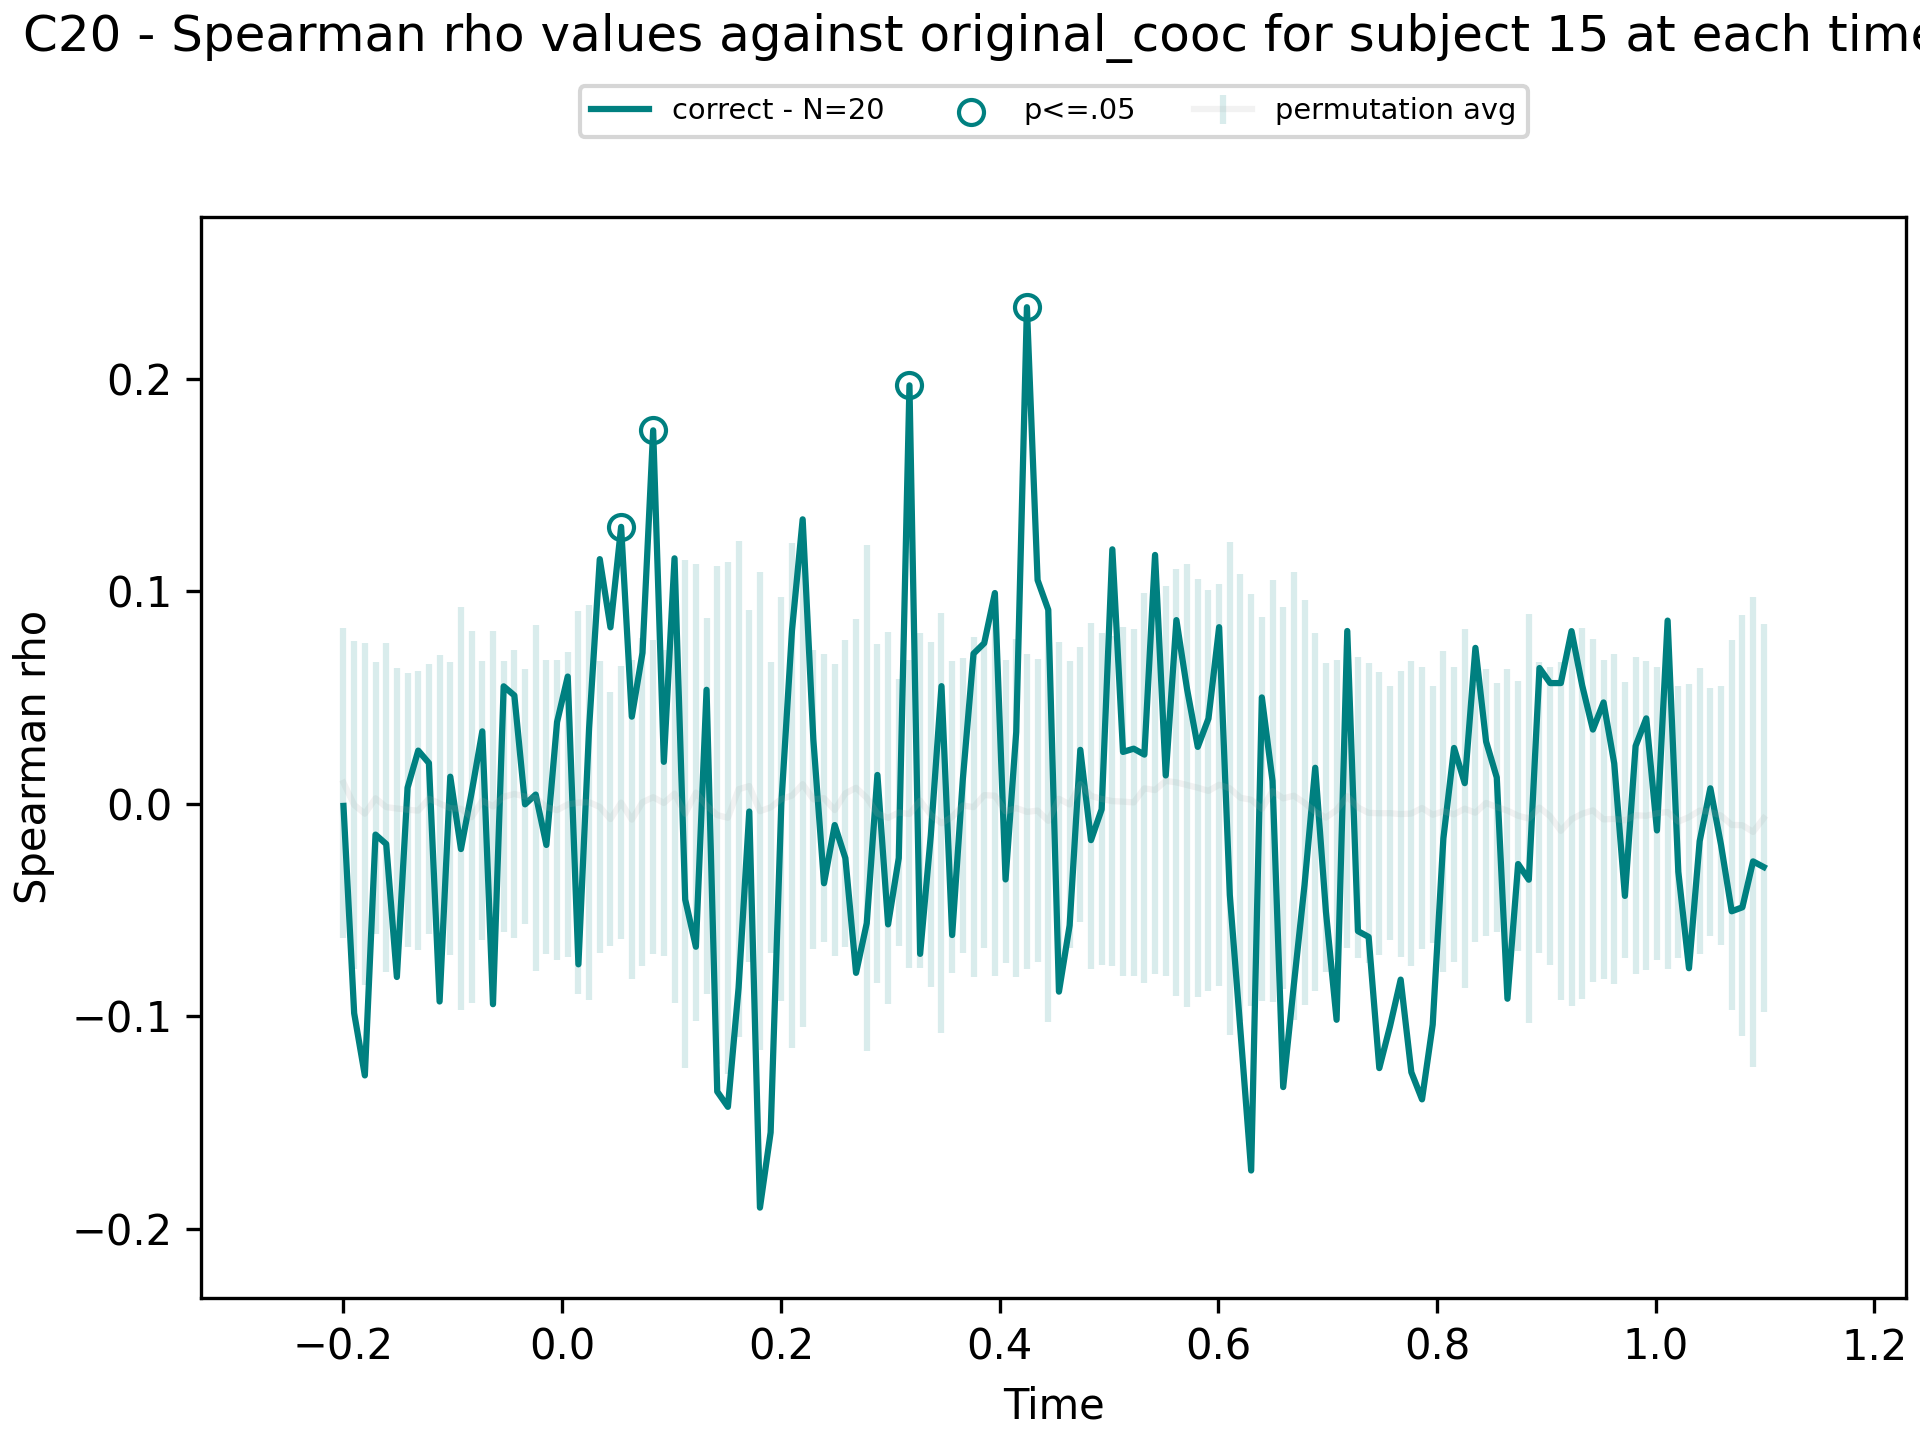 C20 - Spearman rho values against original_cooc for subject 15 at each time
correct - N=20
p<=.05
permutation avg
0.2
0.1
0.0
−0.1
−0.2
Spearman rho
−0.2
0.0
0.2
0.4
0.6
0.8
1.0
1.2
Time